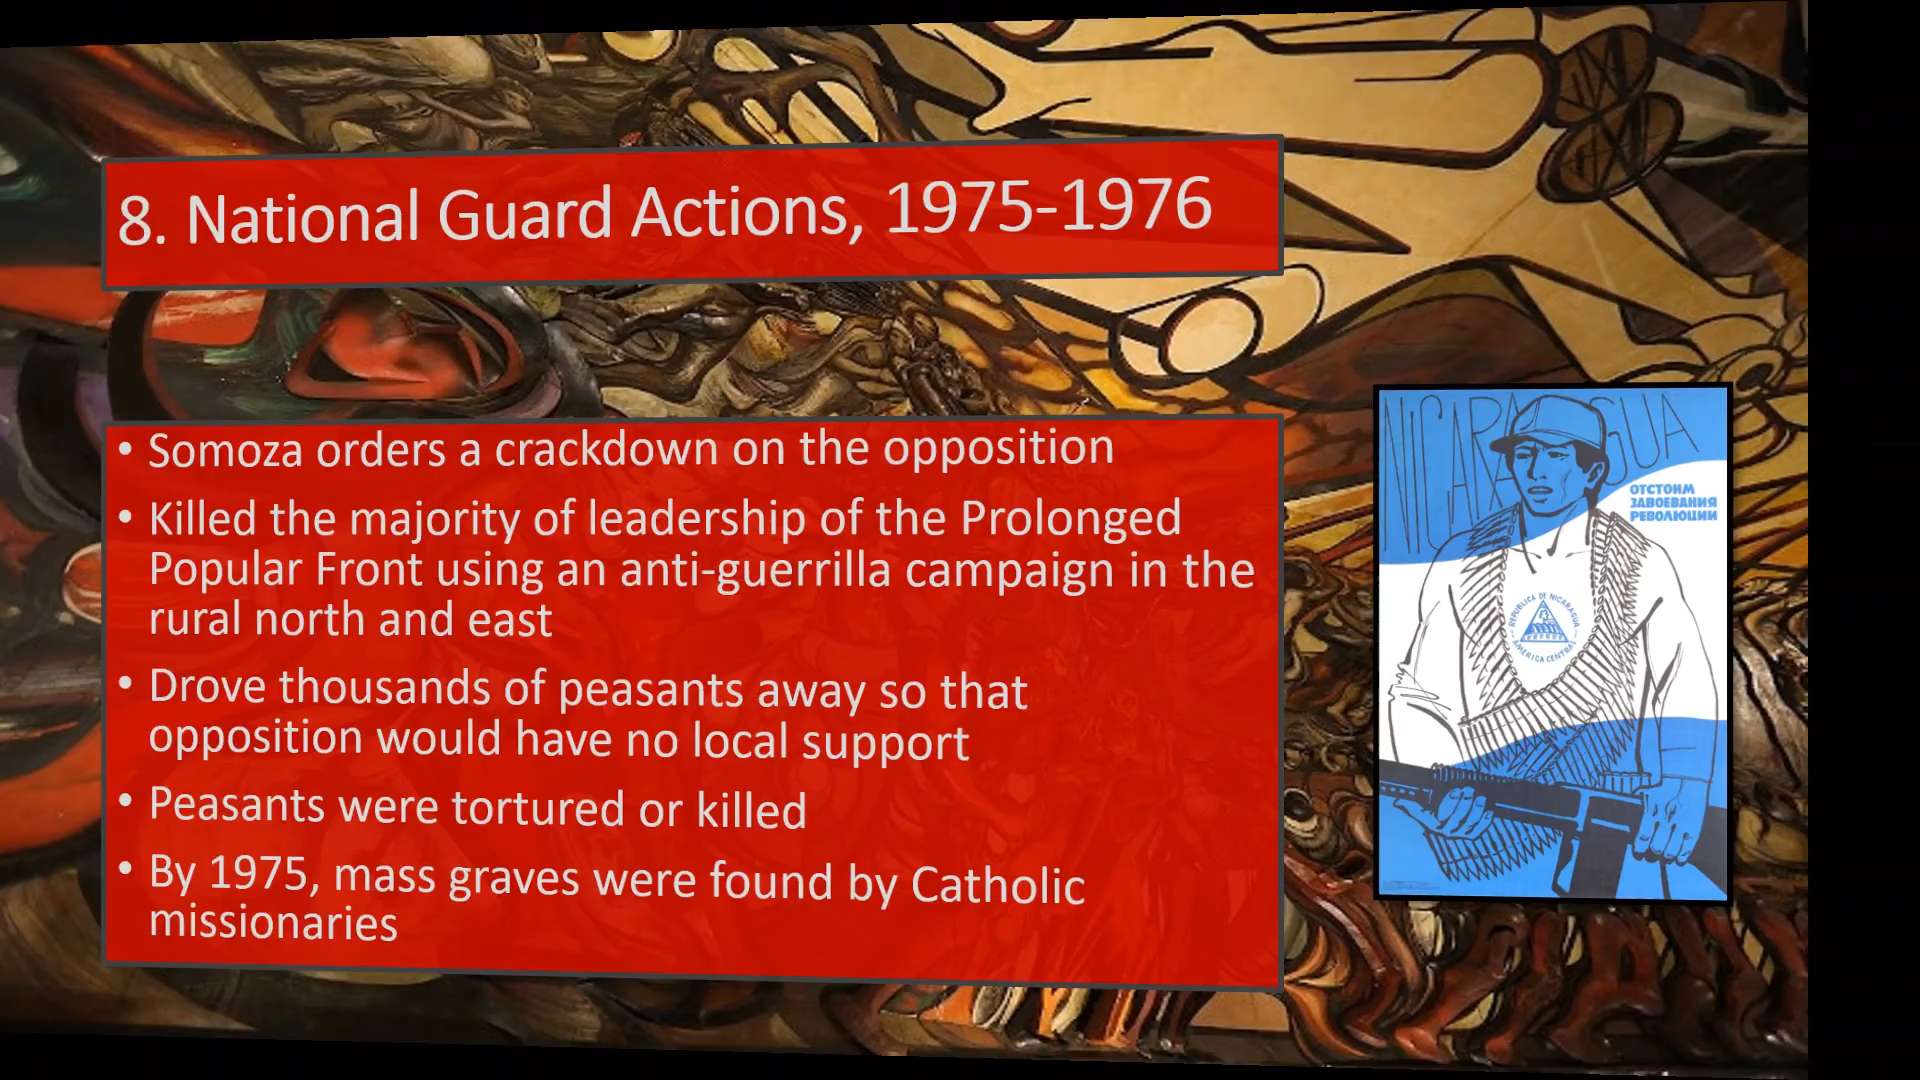 8. National Guard Actions, 1975-1976
• Somoza orders a crackdown on the opposition
• Killed the majority of leadership of the Prolonged
Popular Front using an anti-guerrilla campaign in the
rural north and east
• Drove thousands of peasants away so that
opposition would have no local support
• Peasants were tortured or killed
• By 1975, mass graves were found by Catholic
missionaries
NICARAGUA
ОТСТОИМ
ЗАВОЕВАНИЯ
РЕВОЛЮЦИИ
REPUBLICA DE NICARAGUA
AMERICA CENTRAL